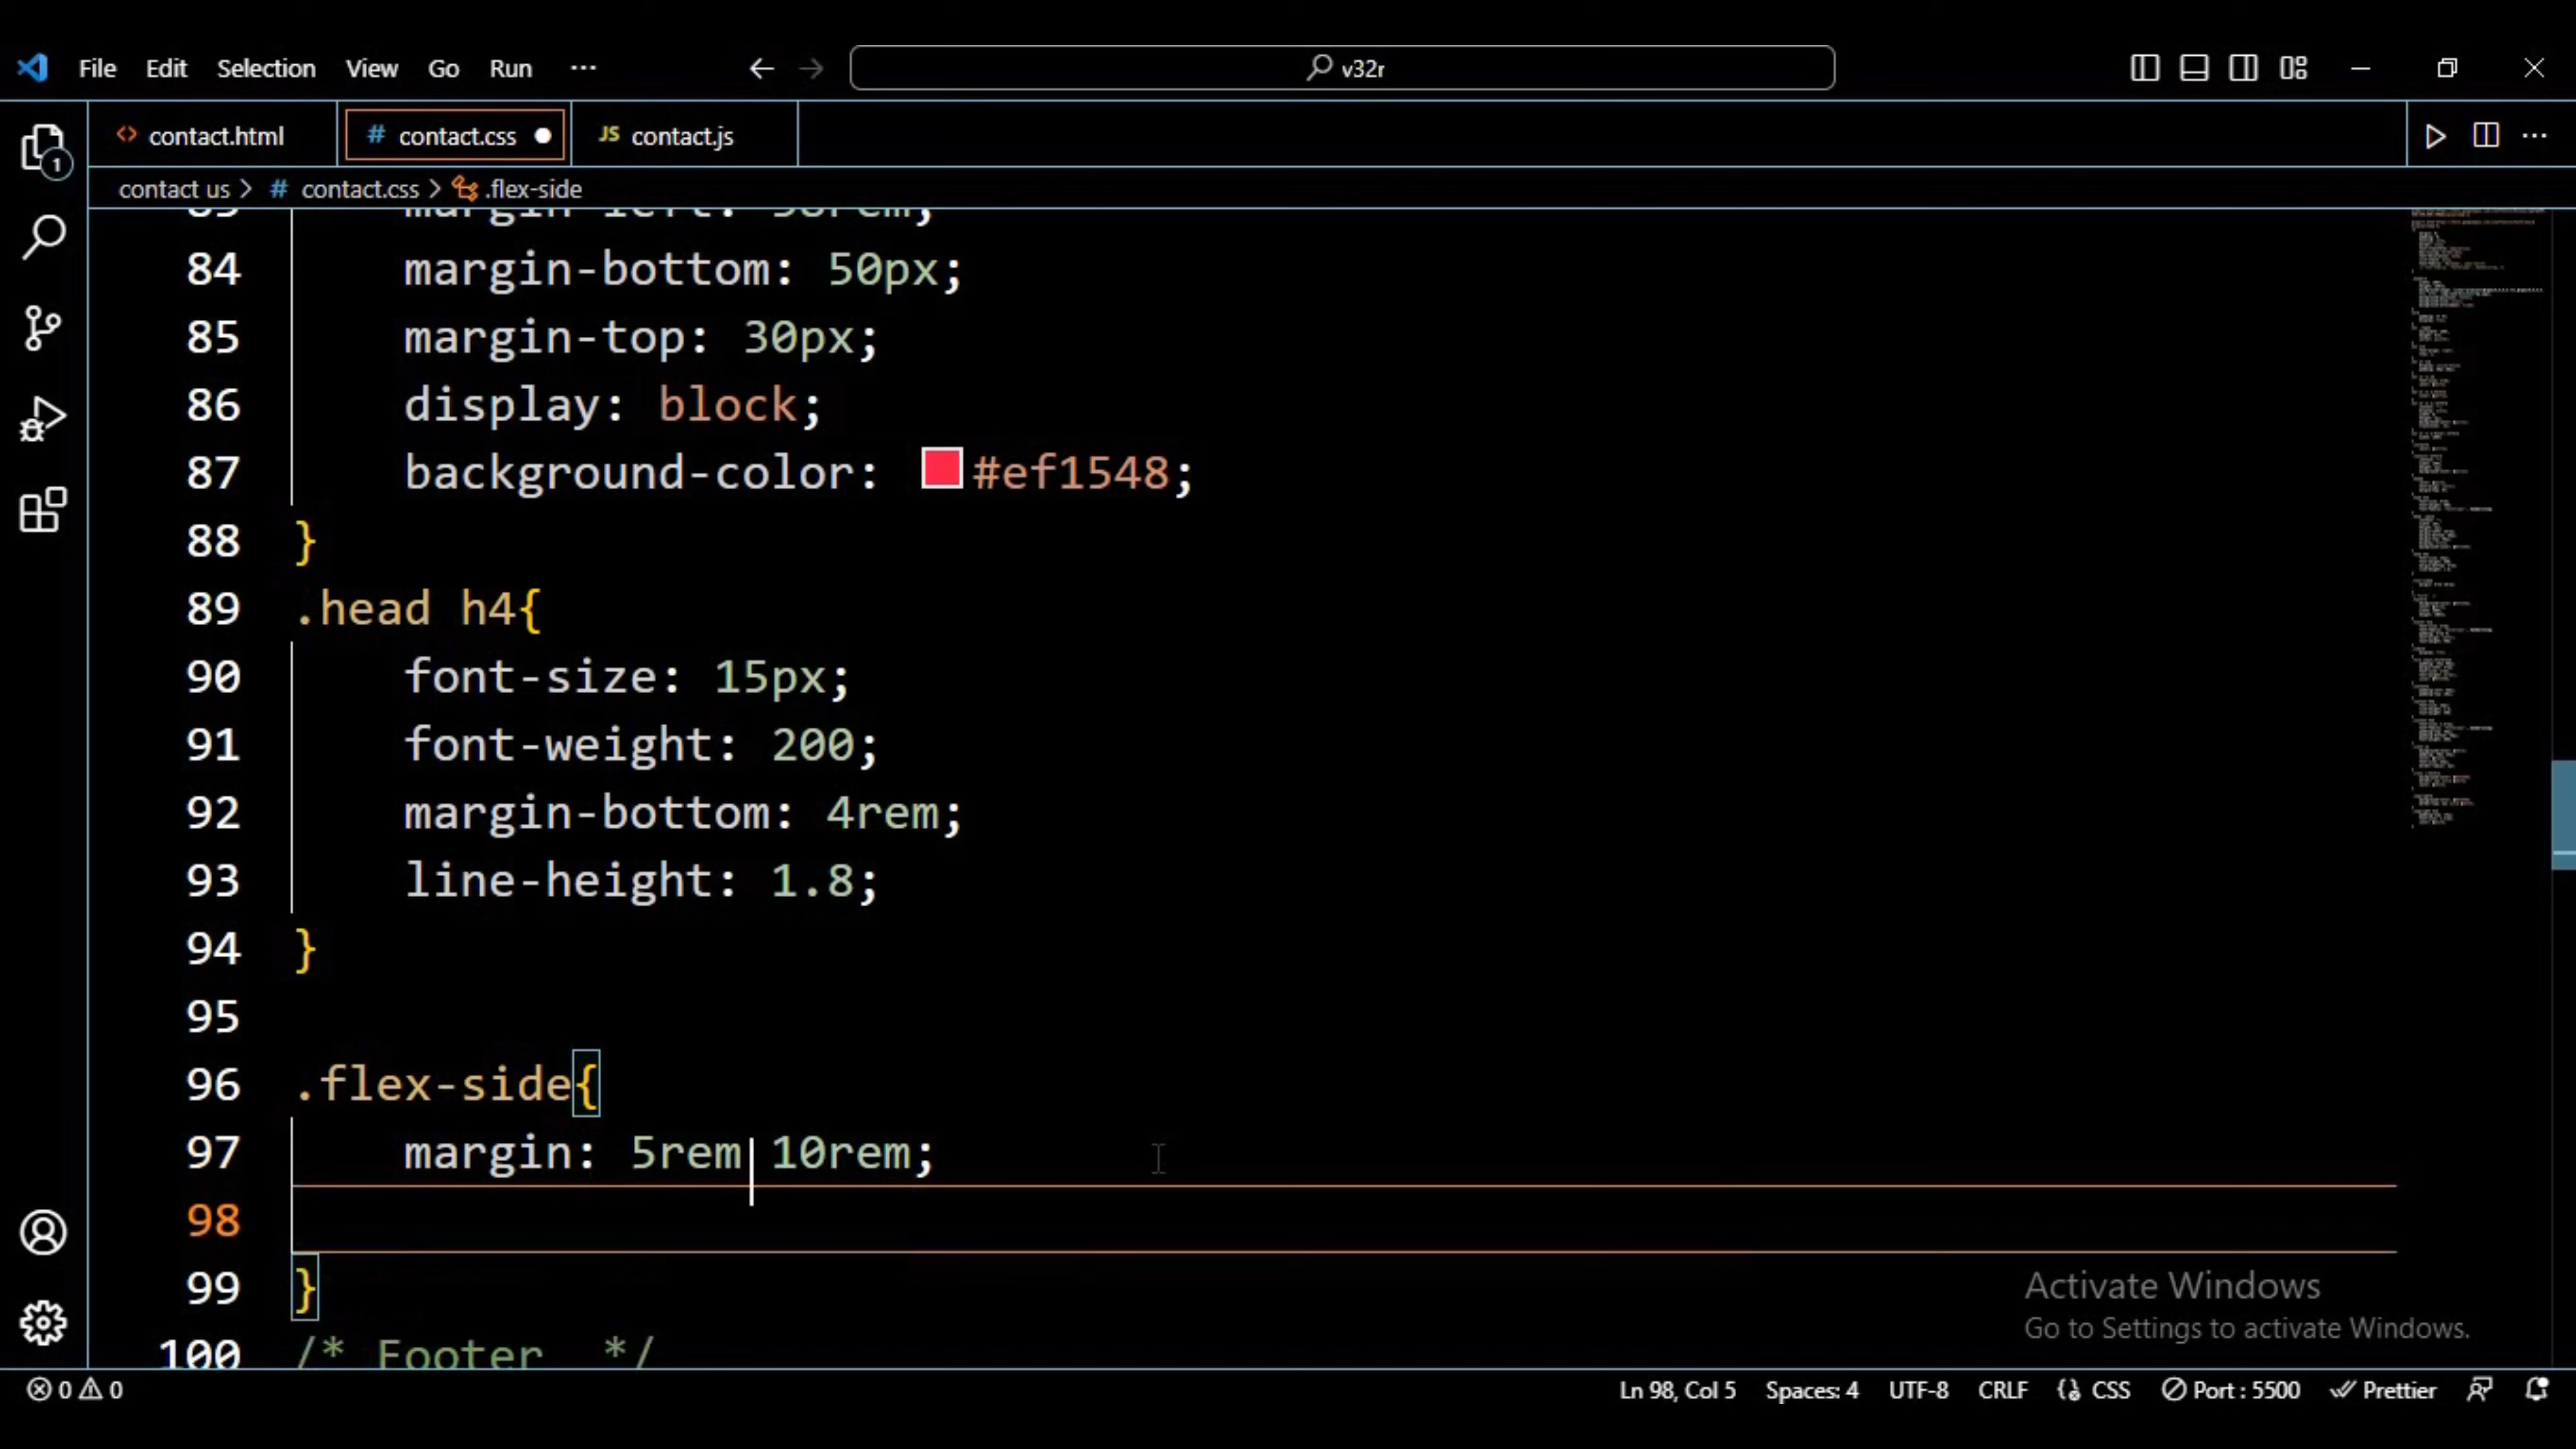 File Edit Selection View Go Run ··· v32r
contact.html contact.css JS contact.js
contact us > # contact.css > .flex-side
84 margin-bottom: 50px;
85 margin-top: 30px;
86 display: block;
87 background-color: #ef1548;
88 }
89 .head h4{
90 font-size: 15px;
91 font-weight: 200;
92 margin-bottom: 4rem;
93 line-height: 1.8;
94 }
95
96 .flex-side{
97 margin: 5rem 10rem;
98
99 }
100 /* Footer */
Activate Windows
Go to Settings to activate Windows.
0 0 Ln 98, Col 5 Spaces: 4 UTF-8 CRLF CSS Port : 5500 Prettier
1